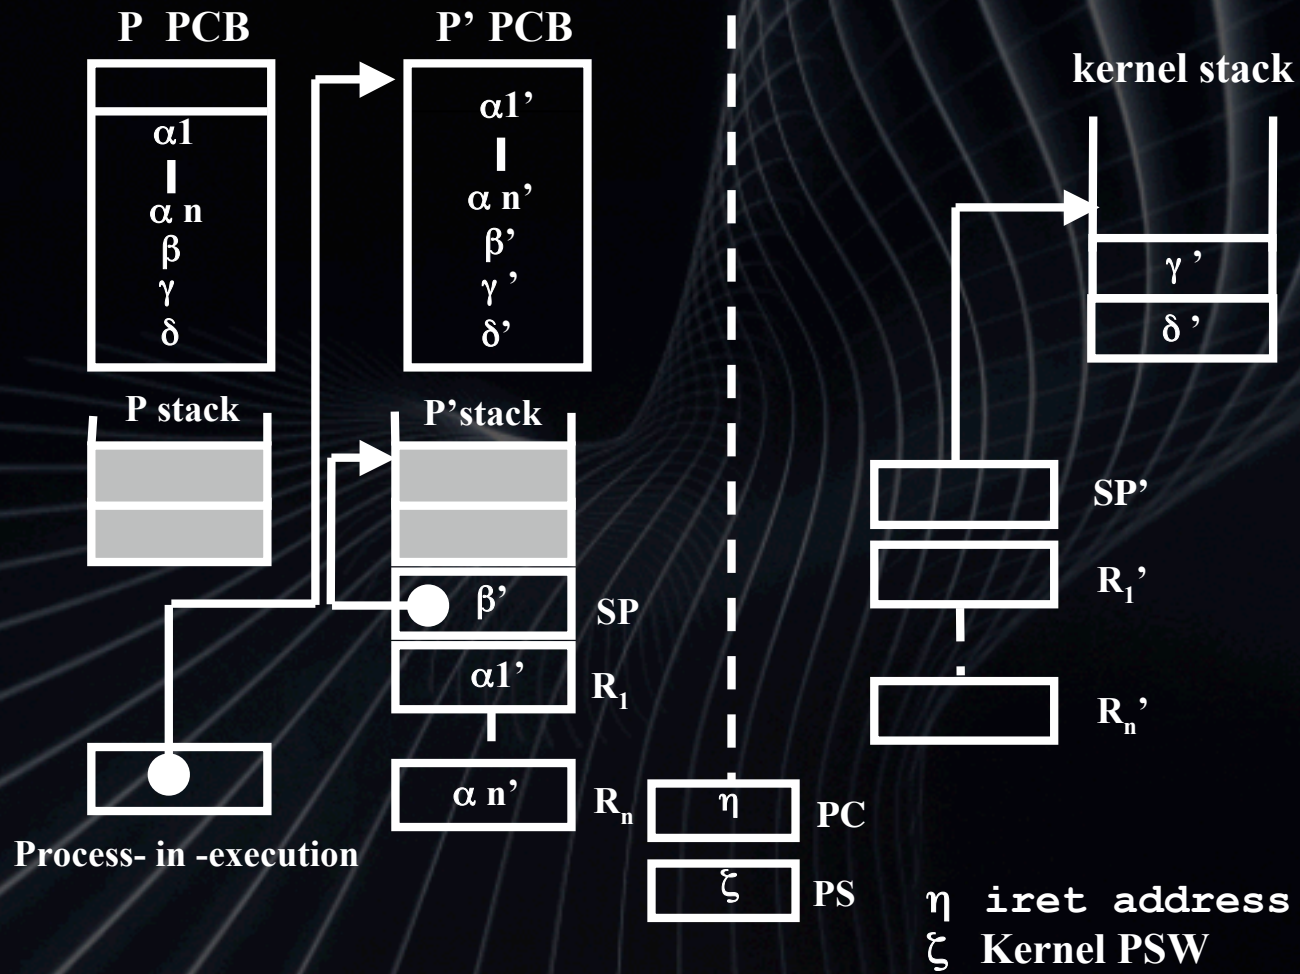 P PCB
α1
α n
β
γ
δ
P’ PCB
α1’
α n’
β’
γ ’
δ’
kernel stack
γ ’
δ ’
P stack
P’stack
β’
SP
α1’
R1
α n’
Rn
SP’
R1’
Rn’
Process- in -execution
η
PC
ζ
PS
η iret address
ζ Kernel PSW